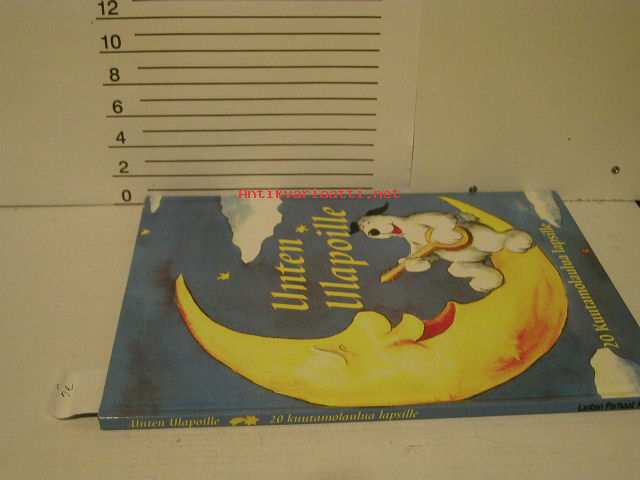 12
10
8
6
4
2
0
Antikvariaatti.net
Unten
Ulapoille
20 kuutamolaulua lapsille
Unten Ulapoille 20 kuutamolaulua lapsille